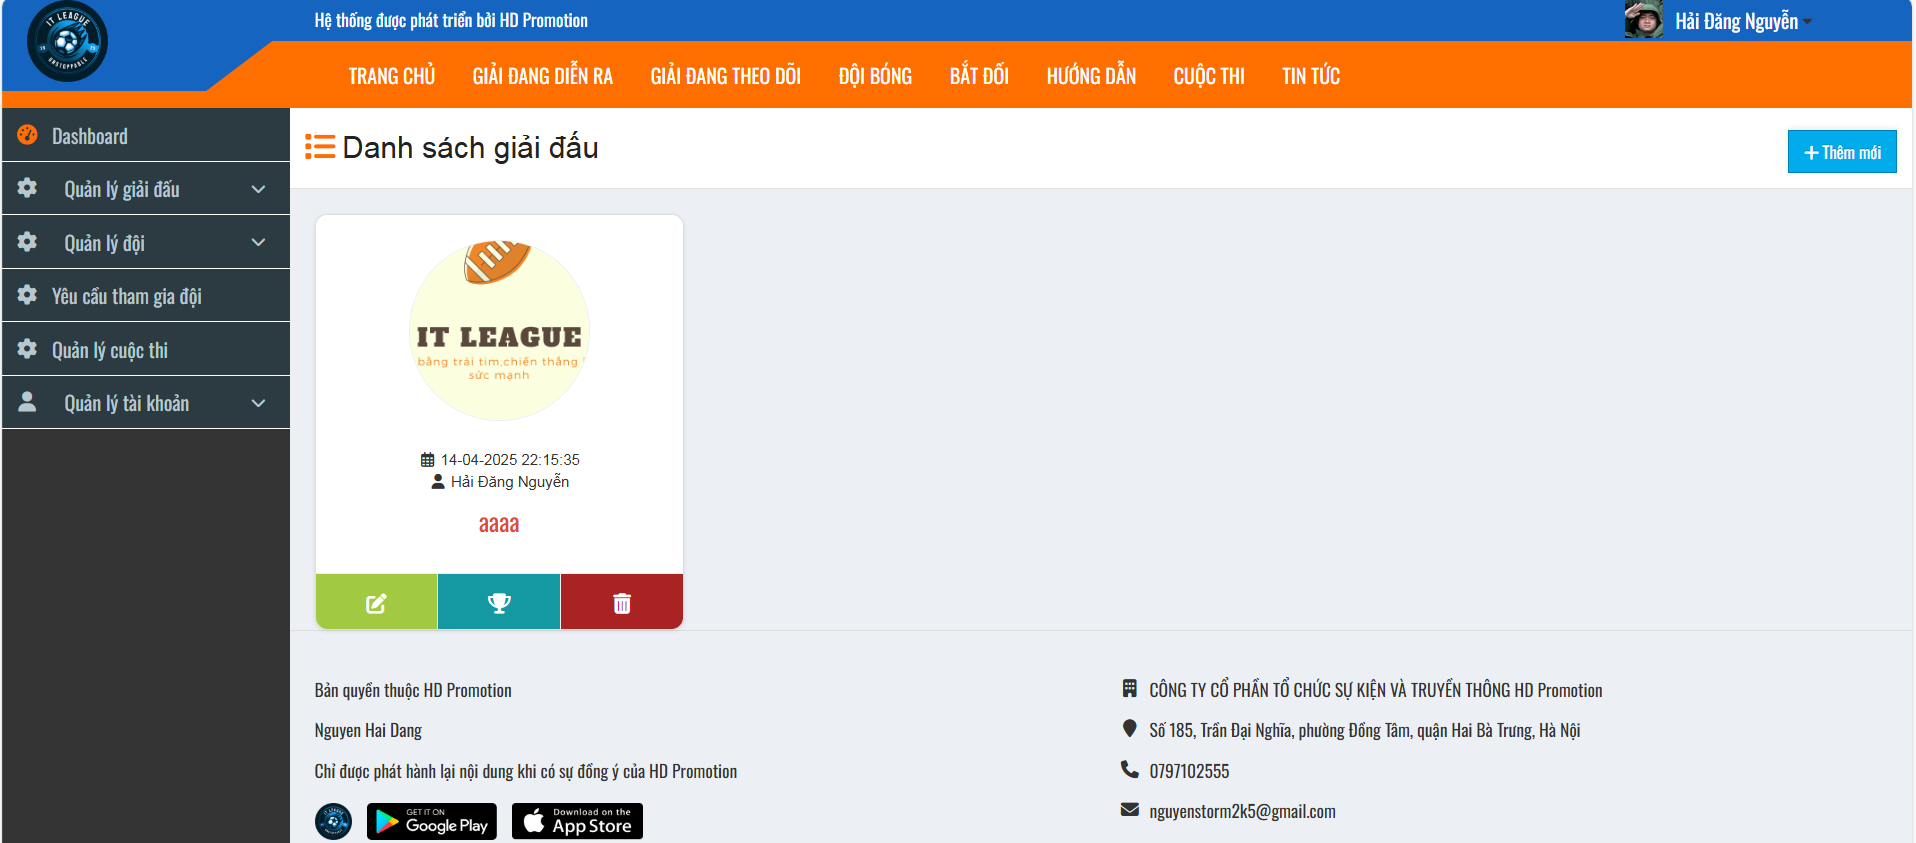 IT LEAGUE
UNSTOPPABLE
Hệ thống được phát triển bởi HD Promotion
Hải Đăng Nguyễn
TRANG CHỦ GIẢI ĐANG DIỄN RA GIẢI ĐANG THEO DÕI ĐỘI BÓNG BẮT ĐỐI HƯỚNG DẪN CUỘC THI TIN TỨC
Dashboard
Quản lý giải đấu
Quản lý đội
Yêu cầu tham gia đội
Quản lý cuộc thi
Quản lý tài khoản
Danh sách giải đấu
Thêm mới
IT LEAGUE
bằng trái tim,chiến thắng
sức mạnh
14-04-2025 22:15:35
Hải Đăng Nguyễn
aaaa
Bản quyền thuộc HD Promotion
Nguyen Hai Dang
Chỉ được phát hành lại nội dung khi có sự đồng ý của HD Promotion
GET IT ON
Google Play
Download on the
App Store
CÔNG TY CỔ PHẦN TỔ CHỨC SỰ KIỆN VÀ TRUYỀN THÔNG HD Promotion
Số 185, Trần Đại Nghĩa, phường Đồng Tâm, quận Hai Bà Trưng, Hà Nội
0797102555
nguyenstorm2k5@gmail.com